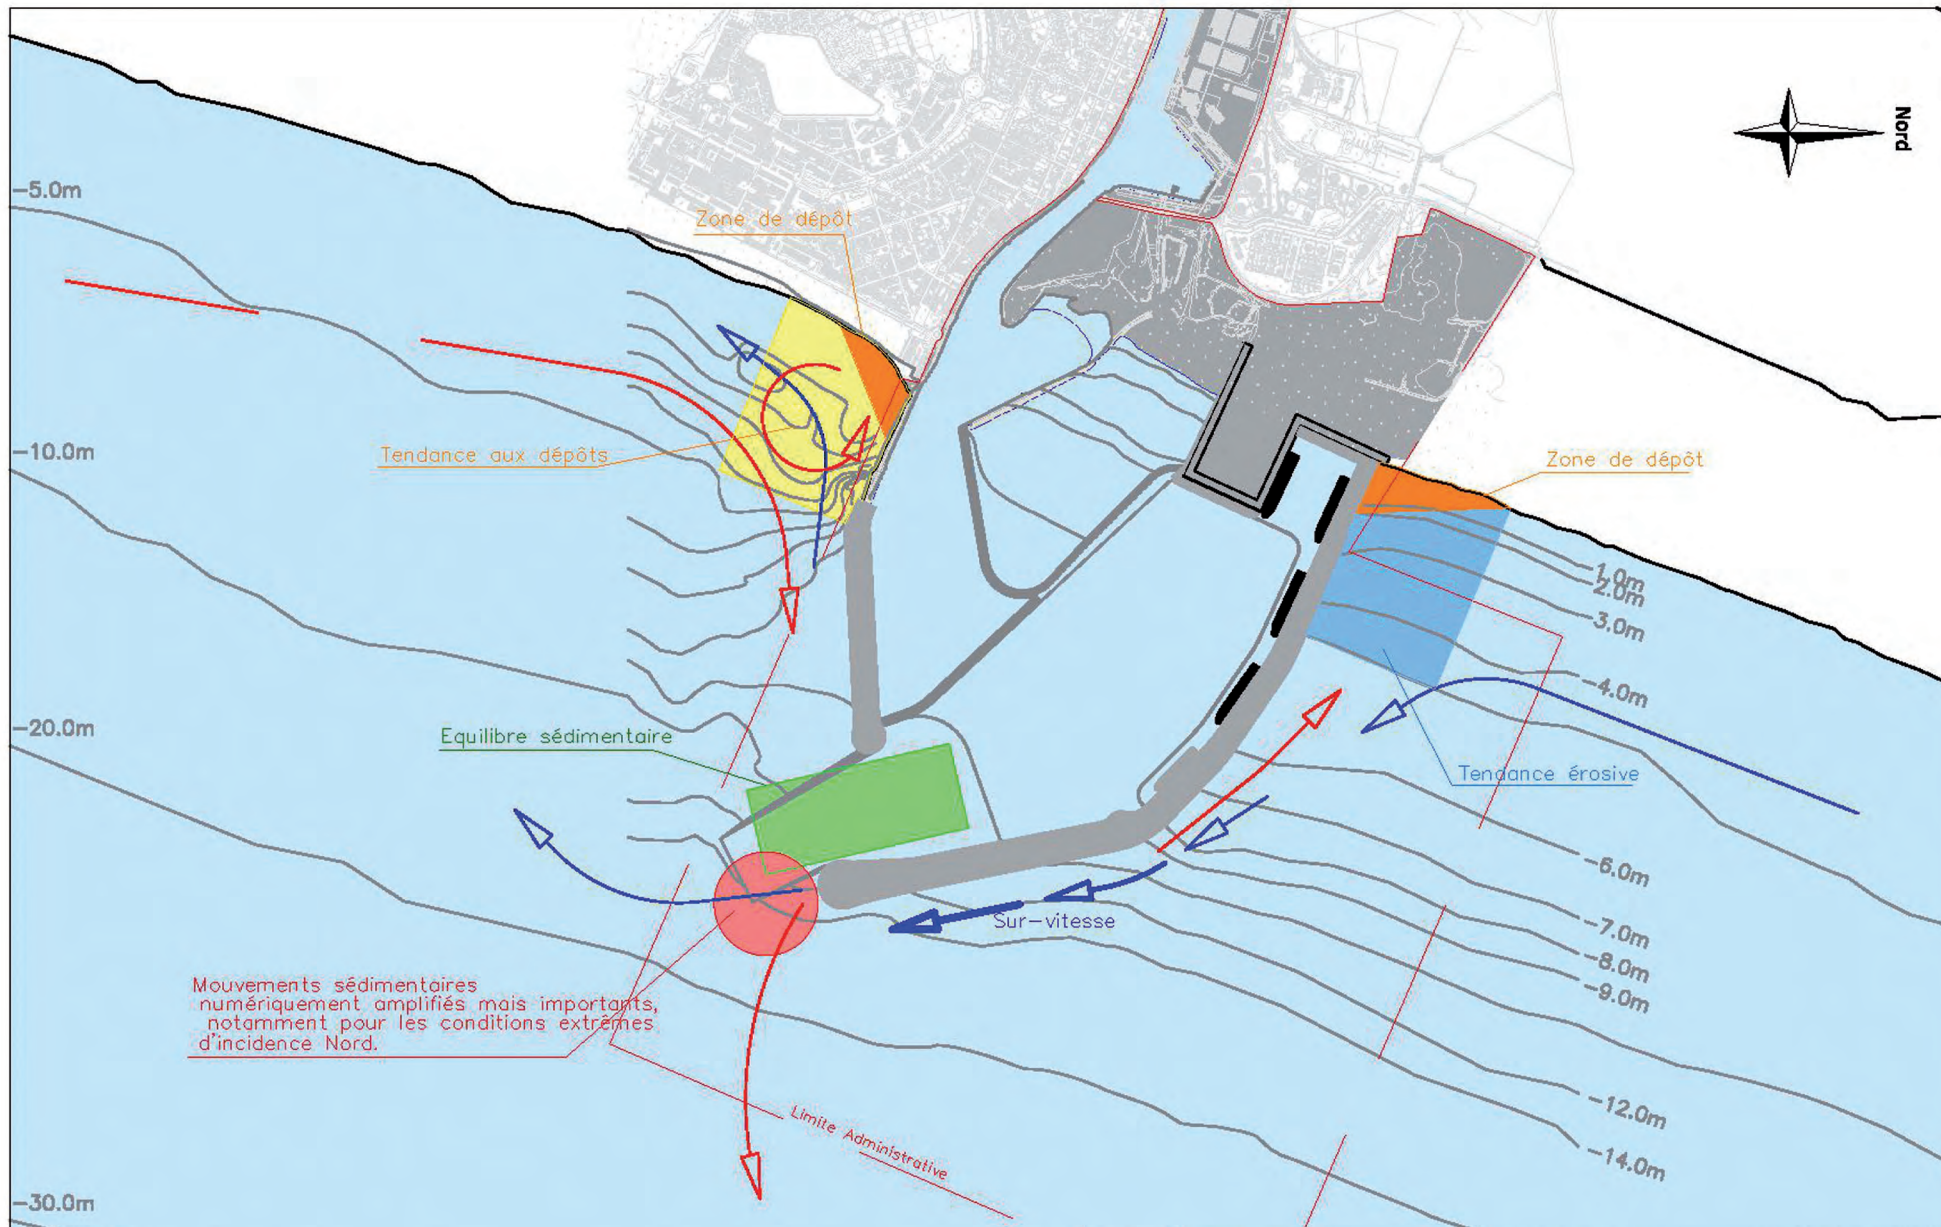 Nord
-5.0m
Zone de dépôt
-10.0m
Tendance aux dépôts
Zone de dépôt
1.0m
-2.0m
-3.0m
-4.0m
-20.0m
Equilibre sédimentaire
Tendance érosive
-6.0m
Sur-vitesse
-7.0m
-8.0m
-9.0m
Mouvements sédimentaires
numériquement amplifiés mais importants,
notamment pour les conditions extrêmes
d'incidence Nord.
Limite Administrative
-12.0m
-14.0m
-30.0m